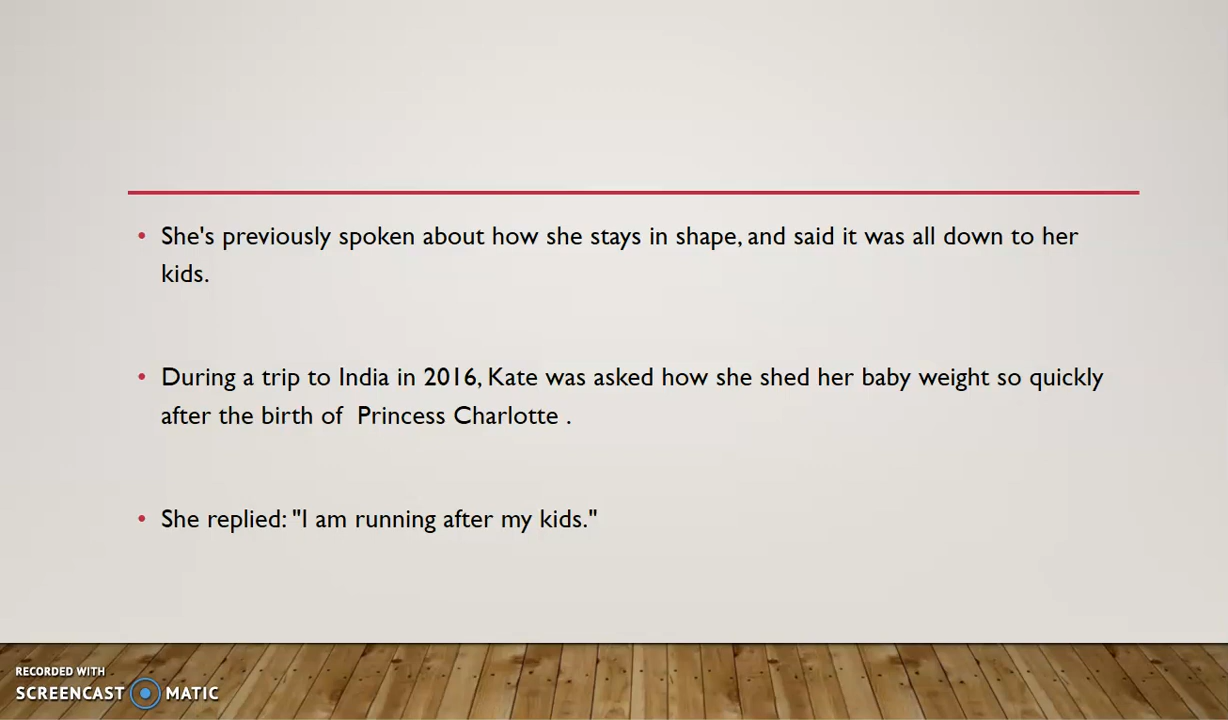 • She's previously spoken about how she stays in shape, and said it was all down to her
kids.
• During a trip to India in 2016, Kate was asked how she shed her baby weight so quickly
after the birth of  Princess Charlotte .
• She replied: "I am running after my kids."
RECORDED WITH
SCREENCAST MATIC